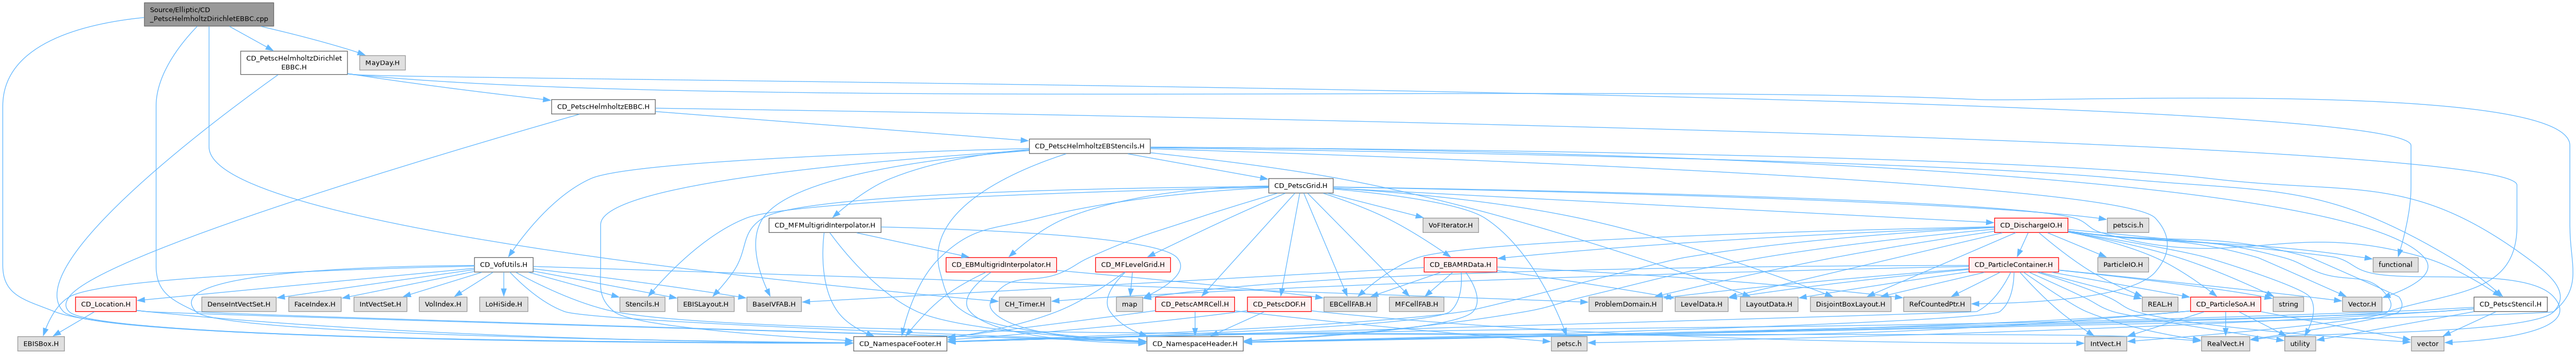 Source/Elliptic/CD
_PetscHelmholtzDirichletEBBC.cpp
CD_PetscHelmholtzDirichlet
EBBC.H
MayDay.H
CD_PetscHelmholtzEBBC.H
CD_PetscHelmholtzEBStencils.H
CD_PetscGrid.H
CD_MFMultigridInterpolator.H
VoFIterator.H
CD_DischargeIO.H
petscis.h
CD_VofUtils.H
CD_EBMultigridInterpolator.H
CD_MFLevelGrid.H
CD_EBAMRData.H
CD_ParticleContainer.H
ParticleIO.H
functional
CD_Location.H
DenseIntVectSet.H
FaceIndex.H
IntVectSet.H
VolIndex.H
LoHiSide.H
Stencils.H
EBISLayout.H
BaseIVFAB.H
CH_Timer.H
map
CD_PetscAMRCell.H
CD_PetscDOF.H
EBCellFAB.H
MFCellFAB.H
ProblemDomain.H
LevelData.H
LayoutData.H
DisjointBoxLayout.H
RefCountedPtr.H
REAL.H
CD_ParticleSoA.H
string
Vector.H
CD_PetscStencil.H
EBISBox.H
CD_NamespaceFooter.H
CD_NamespaceHeader.H
petsc.h
IntVect.H
RealVect.H
utility
vector